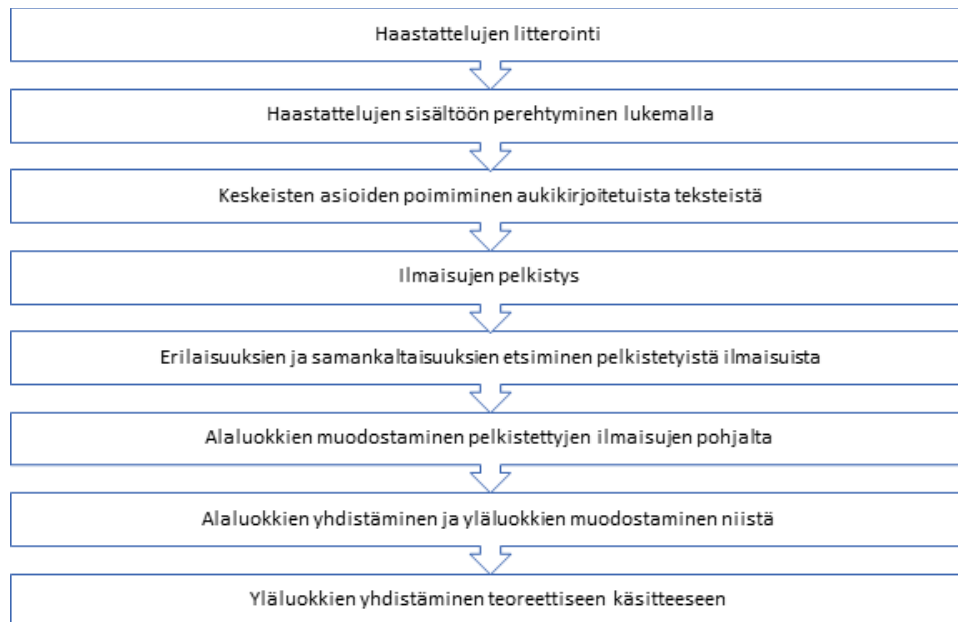 Haastattelujen litterointi
Haastattelujen sisältöön perehtyminen lukemalla
Keskeisten asioiden poimiminen aukikirjoitetuista teksteistä
Ilmaisujen pelkistys
Erilaisuuksien ja samankaltaisuuksien etsiminen pelkistetyistä ilmaisuista
Alaluokkien muodostaminen pelkistettyjen ilmaisujen pohjalta
Alaluokkien yhdistäminen ja yläluokkien muodostaminen niistä
Yläluokkien yhdistäminen teoreettiseen käsitteeseen